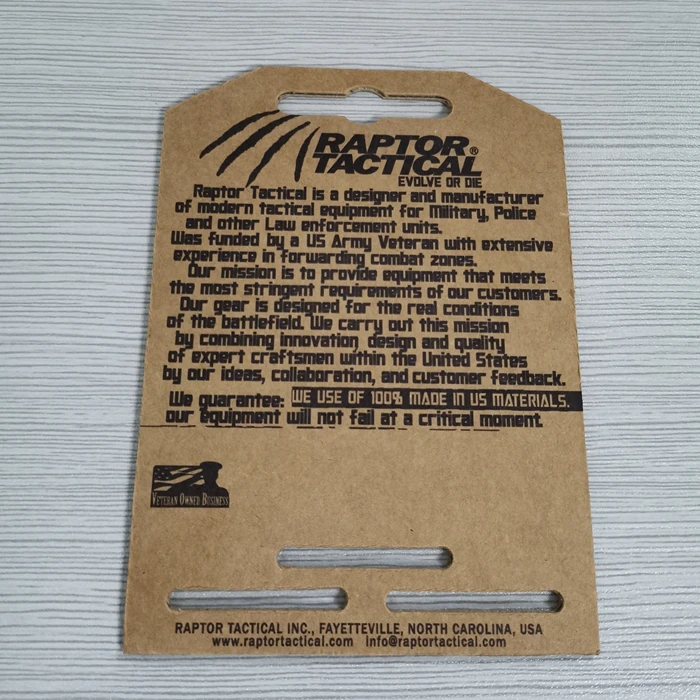 RAPTOR®
TACTICAL
EVOLVE OR DIE
Raptor Tactical is a designer and manufacturer
of modern tactical equipment for Military, Police
and other Law enforcement units.
Was funded by a US Army Veteran with extensive
experience in forwarding combat zones.
Our mission is to provide equipment that meets
the most stringent requirements of our customers.
Our gear is designed for the real conditions
of the battlefield. We carry out this mission
by combining innovation, design and quality
of expert craftsmen within the United States
by our ideas, collaboration, and customer feedback.
We guarantee: WE USE OF 100% MADE IN US MATERIALS.
our equipment will not fail at a critical moment.
VETERAN OWNED BUSINESS
RAPTOR TACTICAL INC., FAYETTEVILLE, NORTH CAROLINA, USA
www.raptortactical.com info@raptortactical.com